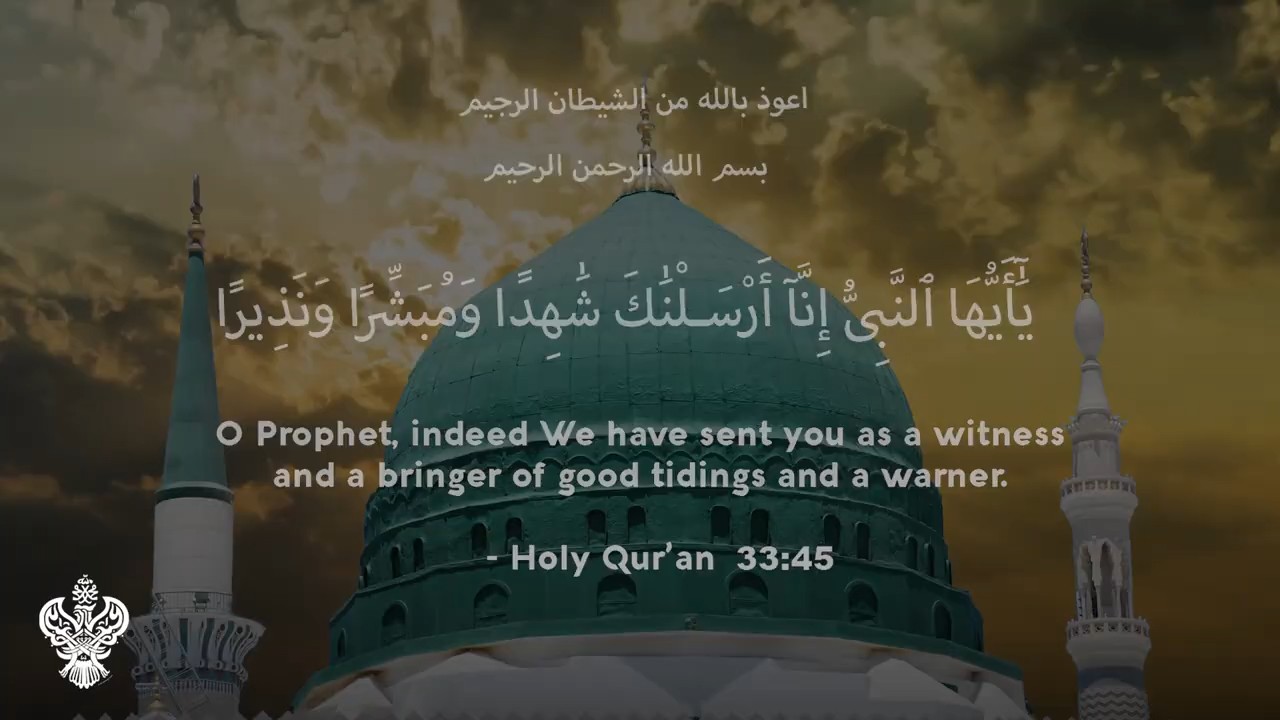 اعوذ بالله من الشيطان الرجيم
بسم الله الرحمن الرحيم
يَٰٓأَيُّهَا ٱلنَّبِىُّ إِنَّآ أَرْسَلْنَٰكَ شَٰهِدًا وَمُبَشِّرًا وَنَذِيرًا
O Prophet, indeed We have sent you as a witness
and a bringer of good tidings and a warner.
- Holy Qur’an 33:45